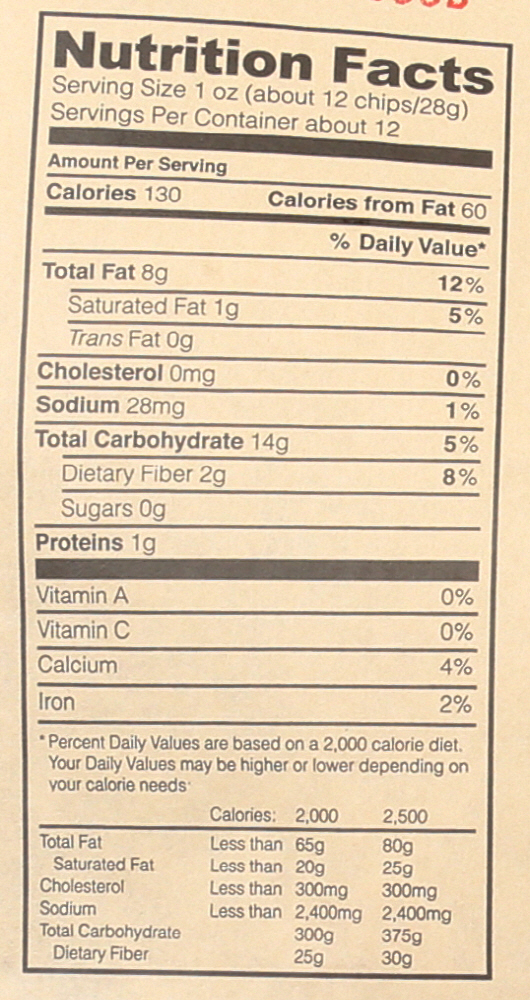 Nutrition Facts
Serving Size 1 oz (about 12 chips/28g)
Servings Per Container about 12
Amount Per Serving
Calories 130 Calories from Fat 60
% Daily Value*
Total Fat 8g 12%
Saturated Fat 1g 5%
Trans Fat 0g
Cholesterol 0mg 0%
Sodium 28mg 1%
Total Carbohydrate 14g 5%
Dietary Fiber 2g 8%
Sugars 0g
Proteins 1g
Vitamin A 0%
Vitamin C 0%
Calcium 4%
Iron 2%
*Percent Daily Values are based on a 2,000 calorie diet.
Your Daily Values may be higher or lower depending on
your calorie needs:
Calories: 2,000 2,500
Total Fat Less than 65g 80g
Saturated Fat Less than 20g 25g
Cholesterol Less than 300mg 300mg
Sodium Less than 2,400mg 2,400mg
Total Carbohydrate 300g 375g
Dietary Fiber 25g 30g